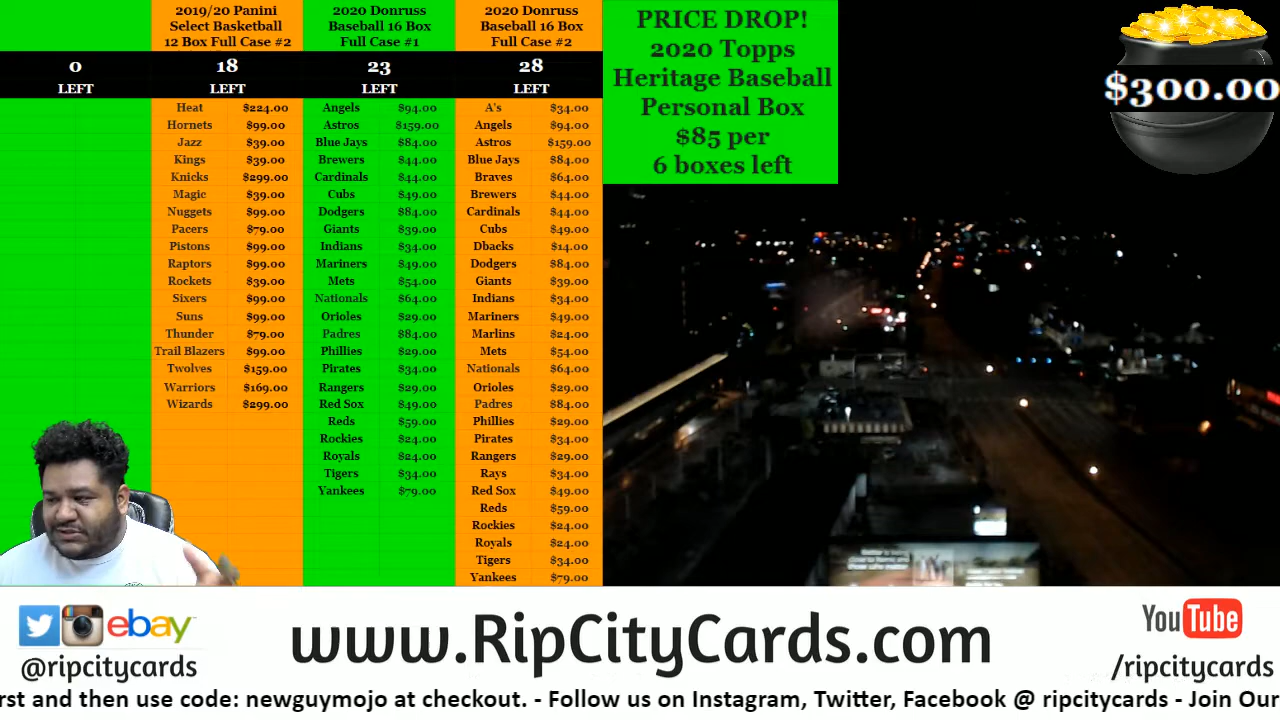 2019/20 Panini
Select Basketball
12 Box Full Case #2
18
LEFT
Heat $224.00
Hornets $99.00
Jazz $39.00
Kings $39.00
Knicks $299.00
Magic $39.00
Nuggets $99.00
Pacers $79.00
Pistons $99.00
Raptors $99.00
Rockets $39.00
Sixers $99.00
Suns $99.00
Thunder $79.00
Trail Blazers $99.00
Twolves $159.00
Warriors $169.00
Wizards $299.00
0
LEFT
2020 Donruss
Baseball 16 Box
Full Case #1
23
LEFT
Angels $94.00
Astros $159.00
Blue Jays $84.00
Brewers $44.00
Cardinals $44.00
Cubs $49.00
Dodgers $84.00
Giants $39.00
Indians $34.00
Mariners $49.00
Mets $54.00
Nationals $64.00
Orioles $29.00
Padres $84.00
Phillies $29.00
Pirates $34.00
Rangers $29.00
Red Sox $49.00
Reds $59.00
Rockies $24.00
Royals $24.00
Tigers $34.00
Yankees $79.00
2020 Donruss
Baseball 16 Box
Full Case #2
28
LEFT
A's $34.00
Angels $94.00
Astros $159.00
Blue Jays $84.00
Braves $64.00
Brewers $44.00
Cardinals $44.00
Cubs $49.00
Dbacks $14.00
Dodgers $84.00
Giants $39.00
Indians $34.00
Mariners $49.00
Marlins $24.00
Mets $54.00
Nationals $64.00
Orioles $29.00
Padres $84.00
Phillies $29.00
Pirates $34.00
Rangers $29.00
Rays $34.00
Red Sox $49.00
Reds $59.00
Rockies $24.00
Royals $24.00
Tigers $34.00
Yankees $79.00
PRICE DROP!
2020 Topps
Heritage Baseball
Personal Box
$85 per
6 boxes left
$300.00
ebay
@ripcitycards
www.RipCityCards.com
YouTube
/ripcitycards
rst and then use code: newguymojo at checkout. - Follow us on Instagram, Twitter, Facebook @ ripcitycards - Join Our